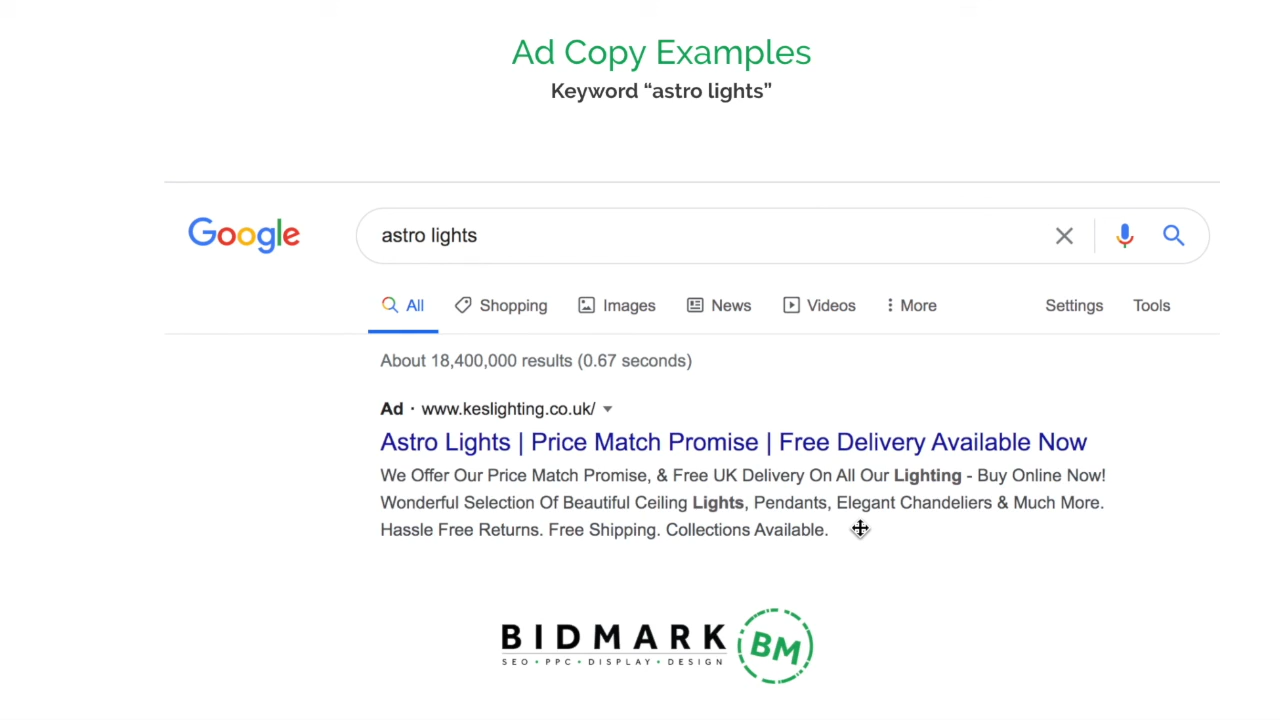 Ad Copy Examples
Keyword “astro lights”
Google
astro lights
All Shopping Images News Videos More Settings Tools
About 18,400,000 results (0.67 seconds)
Ad · www.keslighting.co.uk/
Astro Lights | Price Match Promise | Free Delivery Available Now
We Offer Our Price Match Promise, & Free UK Delivery On All Our Lighting - Buy Online Now!
Wonderful Selection Of Beautiful Ceiling Lights, Pendants, Elegant Chandeliers & Much More.
Hassle Free Returns. Free Shipping. Collections Available.
BIDMARK BM
SEO • PPC • DISPLAY • DESIGN